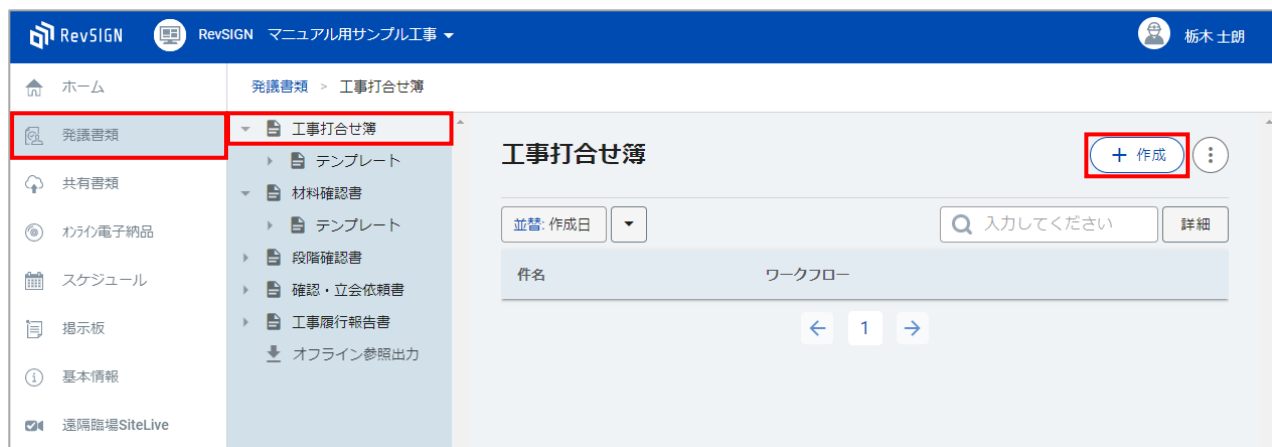 RevSIGN
RevSIGN マニュアル用サンプル工事
栃木 士朗
ホーム
発議書類
共有書類
オンライン電子納品
スケジュール
掲示板
基本情報
遠隔臨場SiteLive
発議書類 > 工事打合せ簿
工事打合せ簿
テンプレート
材料確認書
テンプレート
段階確認書
確認・立会依頼書
工事履行報告書
オフライン参照出力
工事打合せ簿
+ 作成
並替: 作成日
入力してください
詳細
件名 ワークフロー
← 1 →